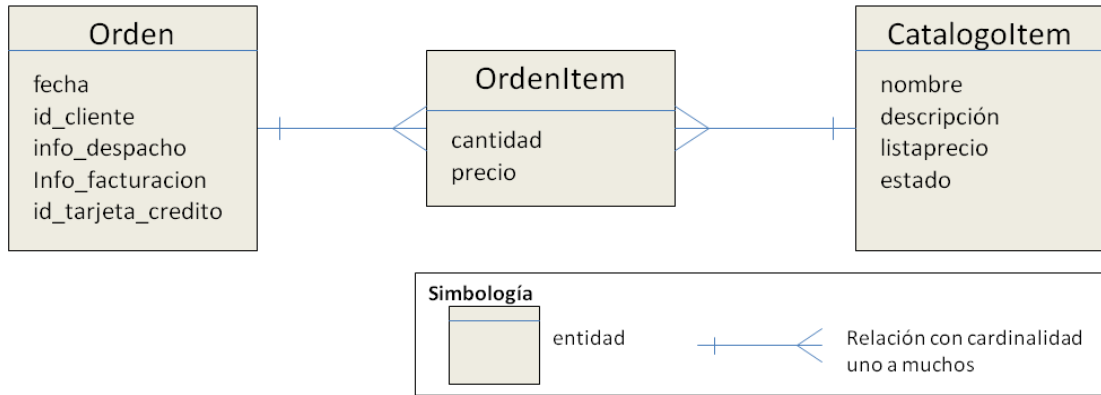 Orden
fecha
id_cliente
info_despacho
Info_facturacion
id_tarjeta_credito
OrdenItem
cantidad
precio
CatalogoItem
nombre
descripción
listaprecio
estado
Simbología
entidad
Relación con cardinalidad
uno a muchos